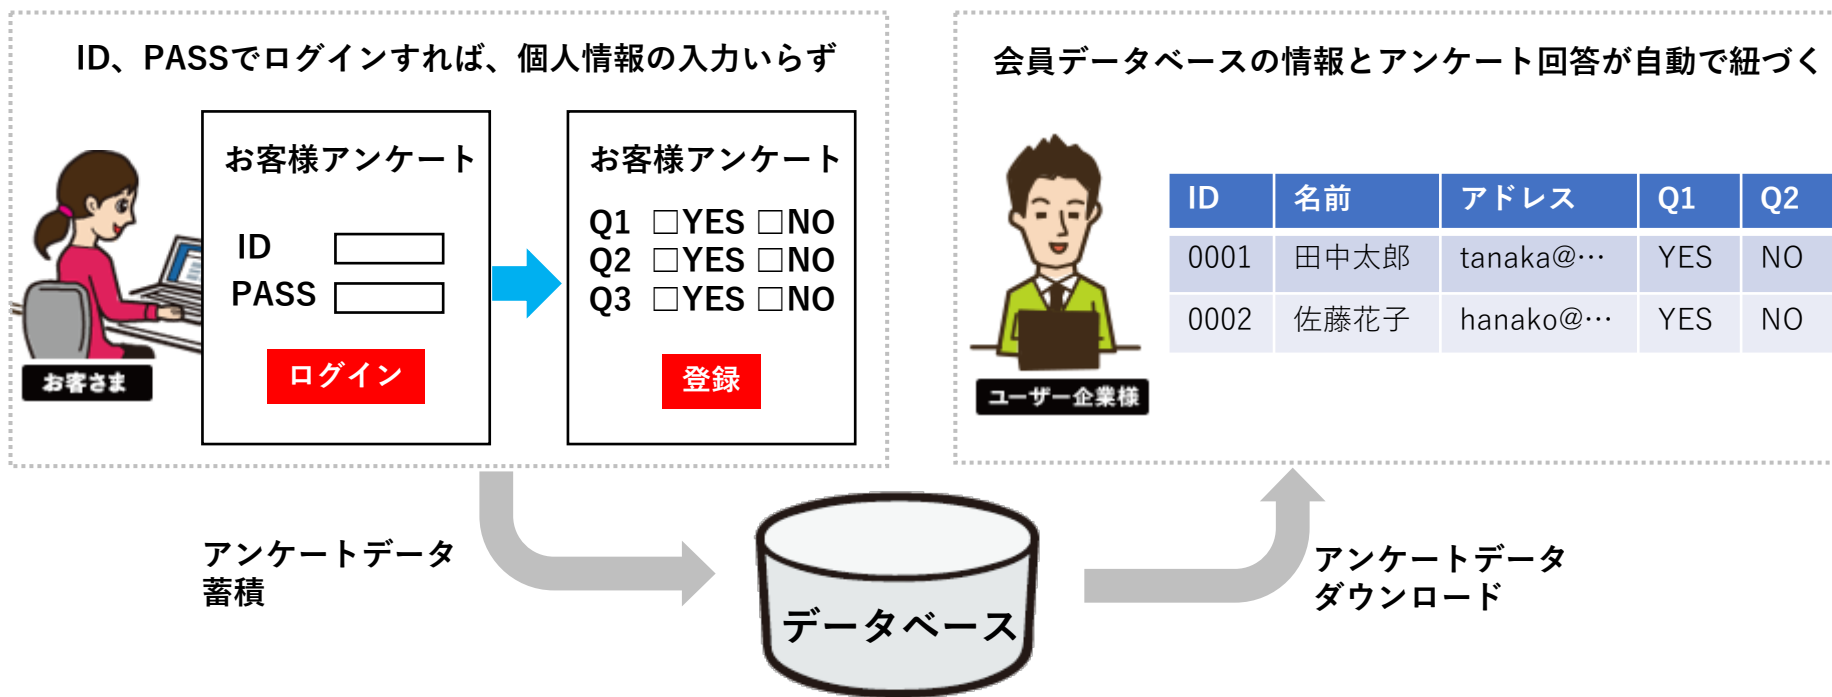 ID、PASSでログインすれば、個人情報の入力いらず
お客様アンケート
ID
PASS
ログイン
お客さま
お客様アンケート
Q1 □YES □NO
Q2 □YES □NO
Q3 □YES □NO
登録
会員データベースの情報とアンケート回答が自動で紐づく
ユーザー企業様
ID 名前 アドレス Q1 Q2
0001 田中太郎 tanaka@… YES NO
0002 佐藤花子 hanako@… YES NO
アンケートデータ
蓄積
データベース
アンケートデータ
ダウンロード